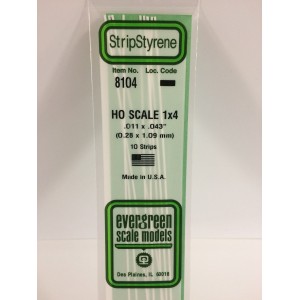 StripStyrene
Item No. Loc. Code
8104
HO SCALE 1x4
.011 x .043"
(0.28 x 1.09 mm)
10 Strips
Made in U.S.A.
evergreen
scale models
Des Plaines, IL 60018